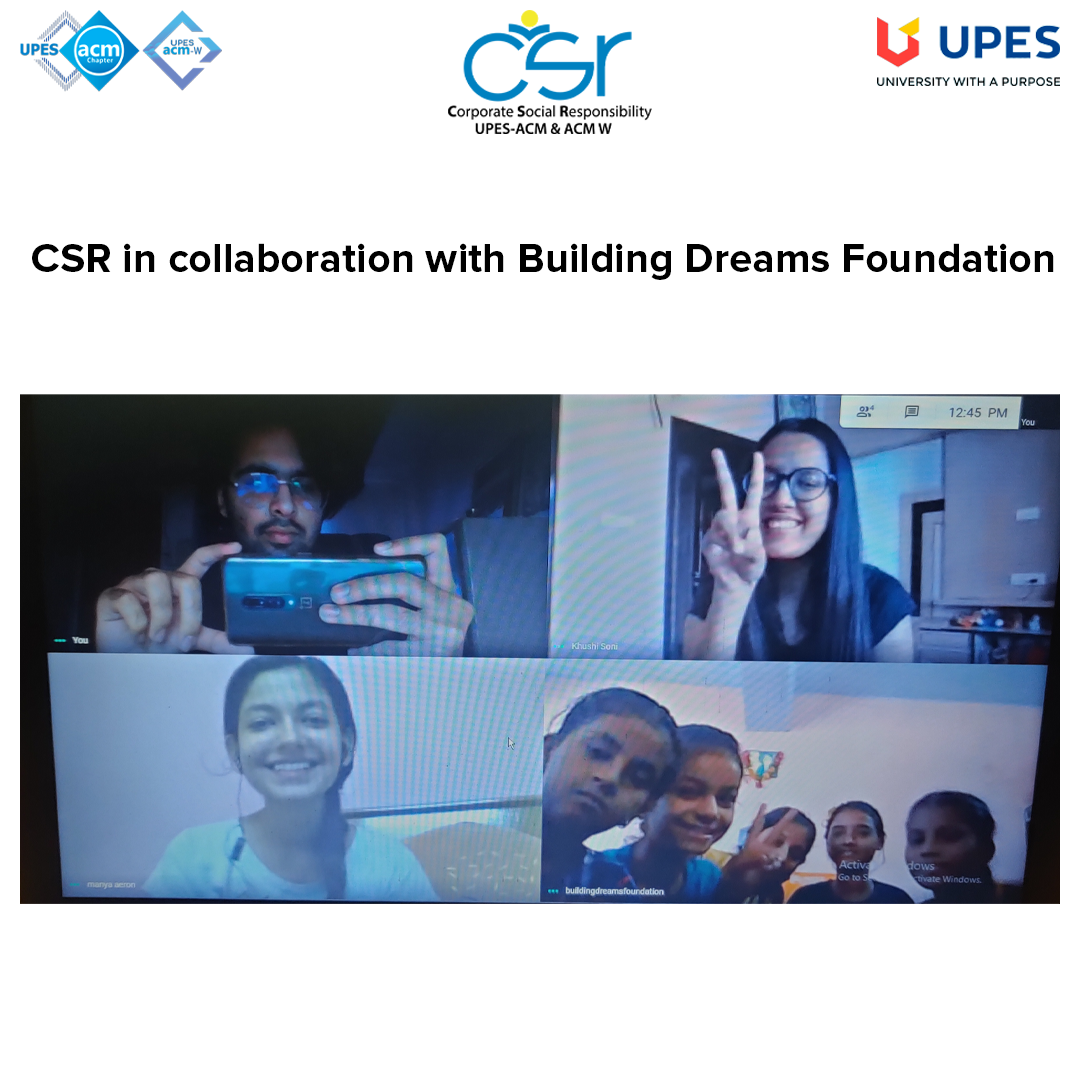 UPES acm Chapter
UPES acm-w
csr
Corporate Social Responsibility
UPES-ACM & ACM W
UPES
UNIVERSITY WITH A PURPOSE
CSR in collaboration with Building Dreams Foundation
4
12:45 PM
You
You
Khushi Soni
manya aeron
buildingdreamsfoundation
Activa dows
Go to S ctivate Windows.